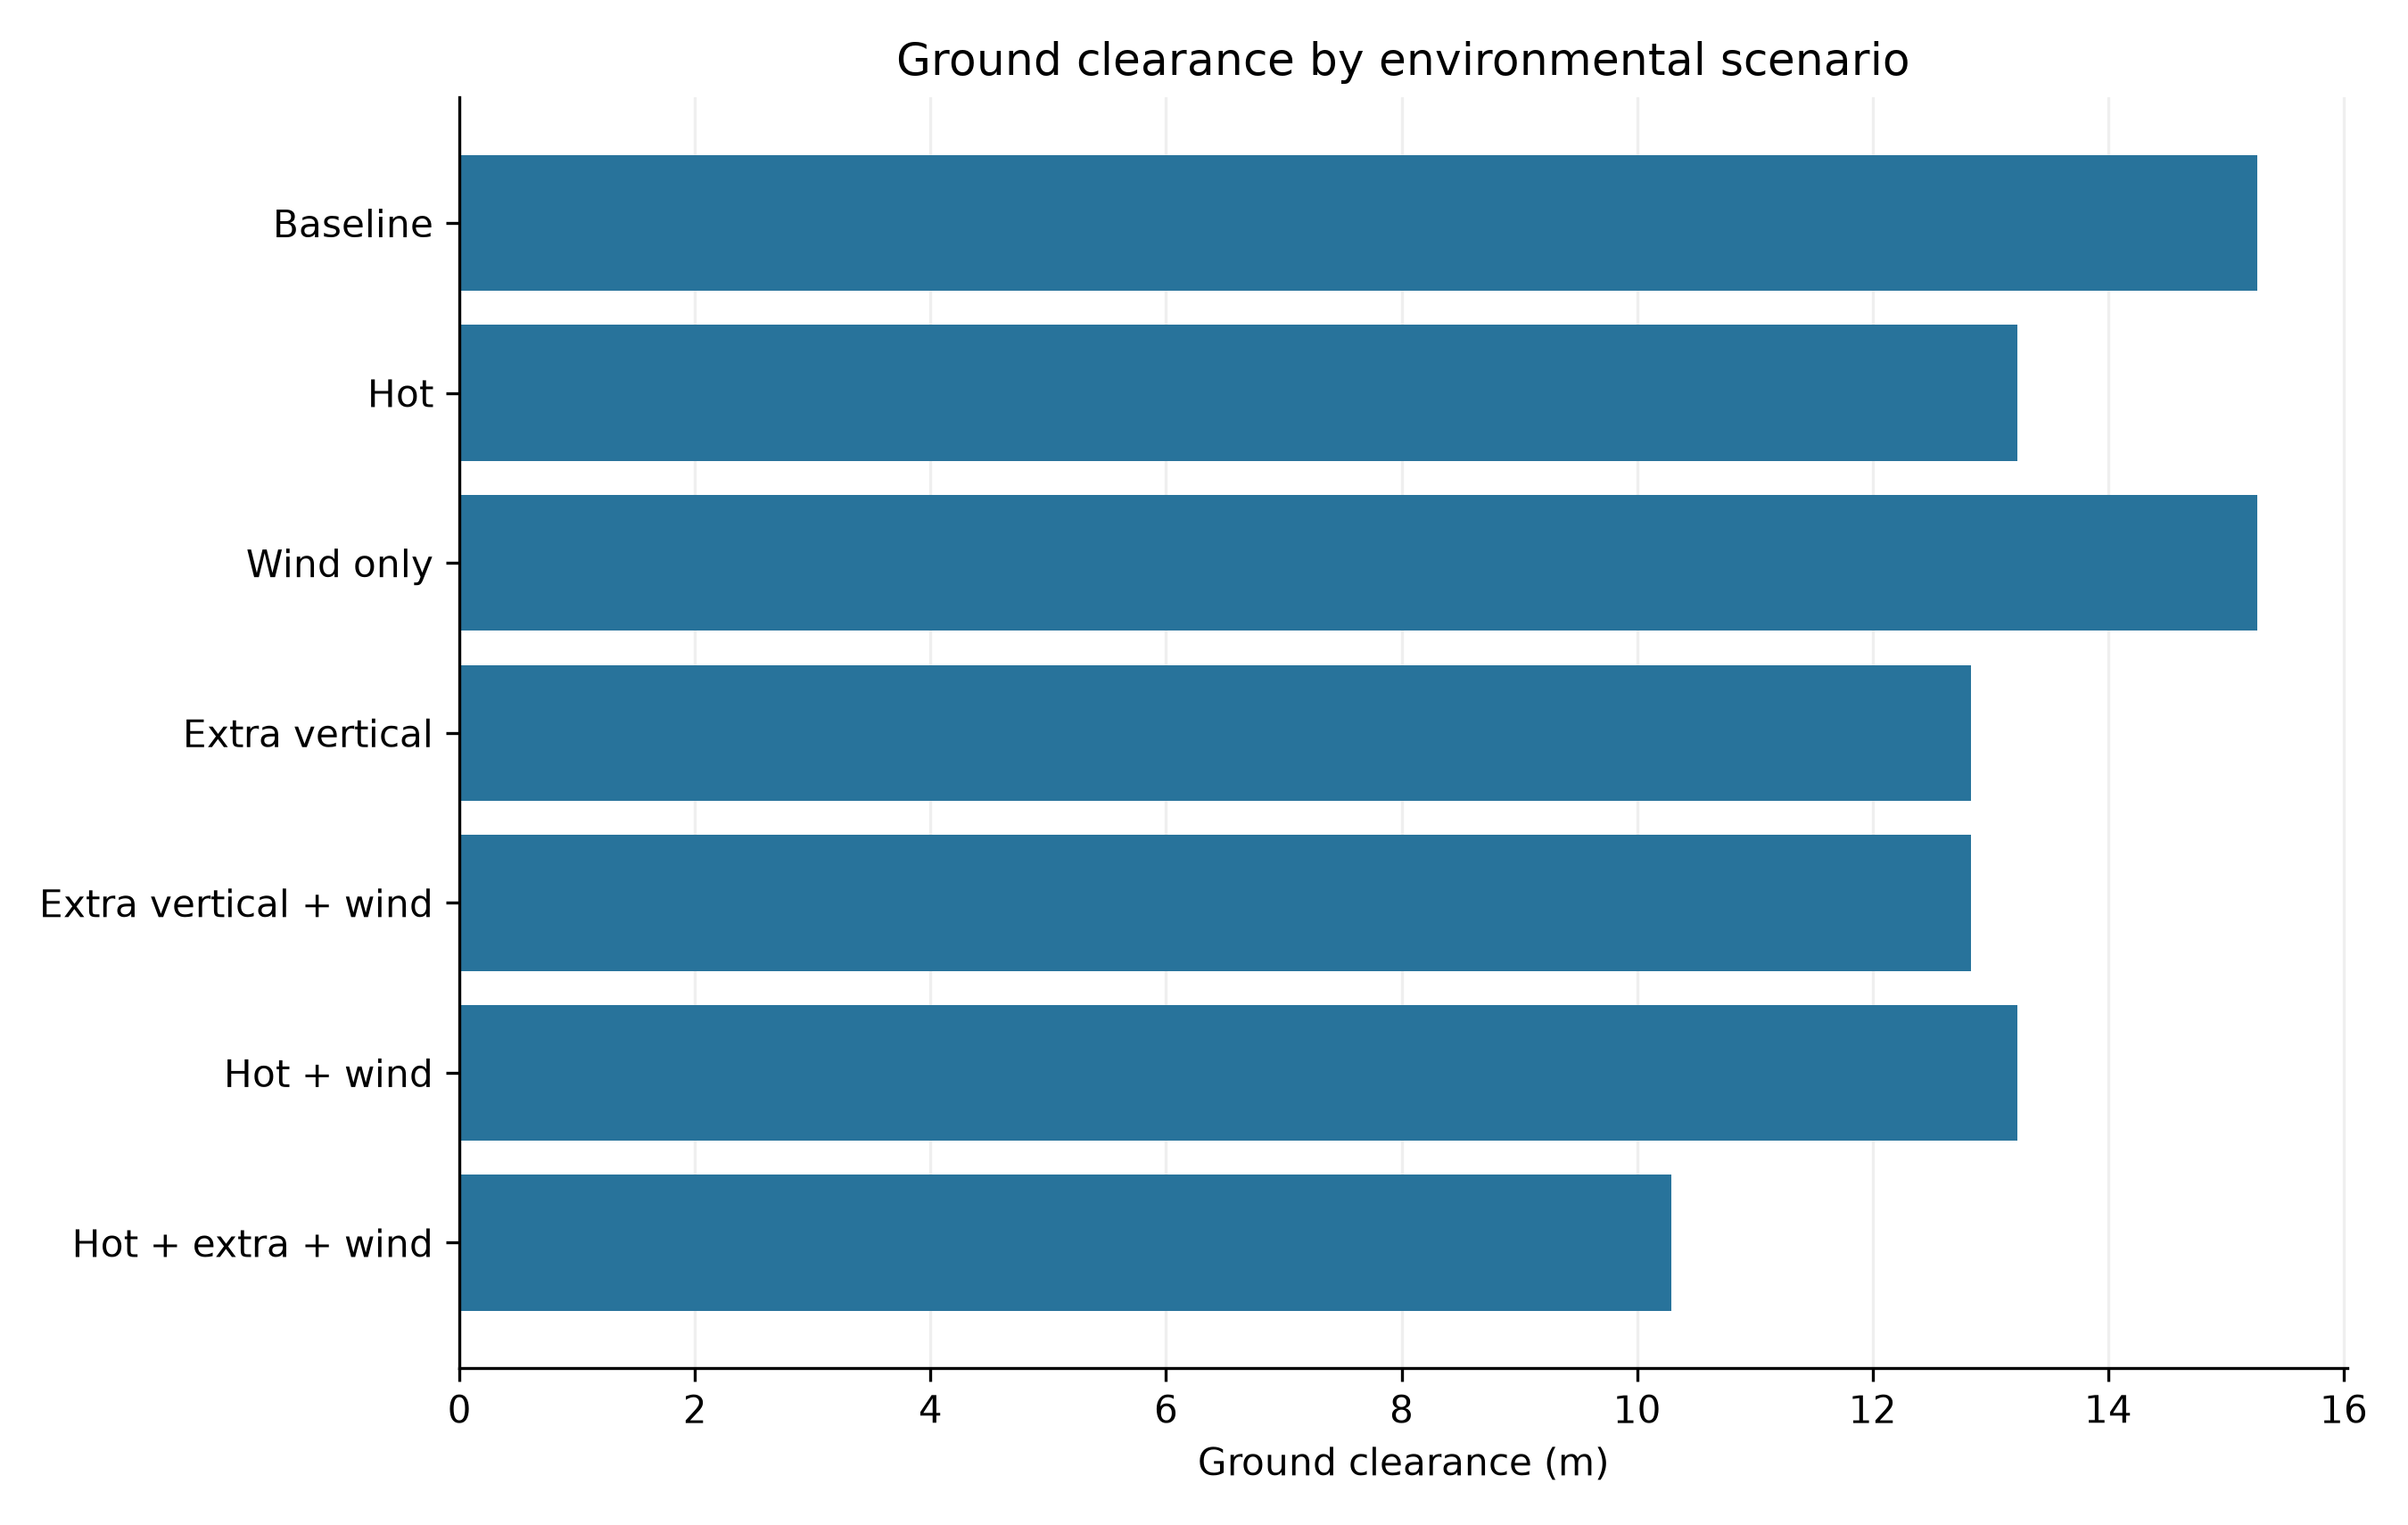 Ground clearance by environmental scenario
Baseline
Hot
Wind only
Extra vertical
Extra vertical + wind
Hot + wind
Hot + extra + wind
0 2 4 6 8 10 12 14 16
Ground clearance (m)